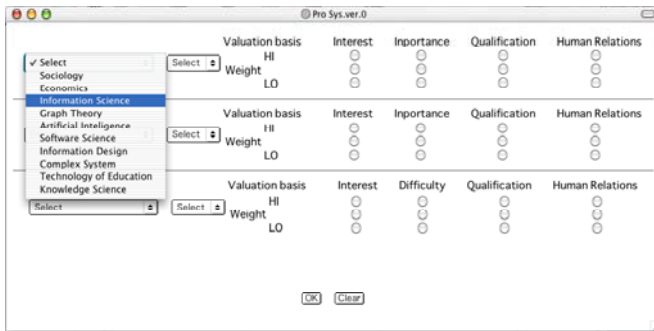 Pro Sys.ver.0
Valuation basis Interest Inportance Qualification Human Relations
✓ Select Select HI
Sociology Weight
Economics LO
Information Science
Graph Theory Valuation basis Interest Inportance Qualification Human Relations
Artificial Inteligence HI
Software Science Select Weight
Information Design LO
Complex System
Technology of Education
Knowledge Science
Valuation basis Interest Difficulty Qualification Human Relations
HI
Select Select Weight
LO
OK Clear